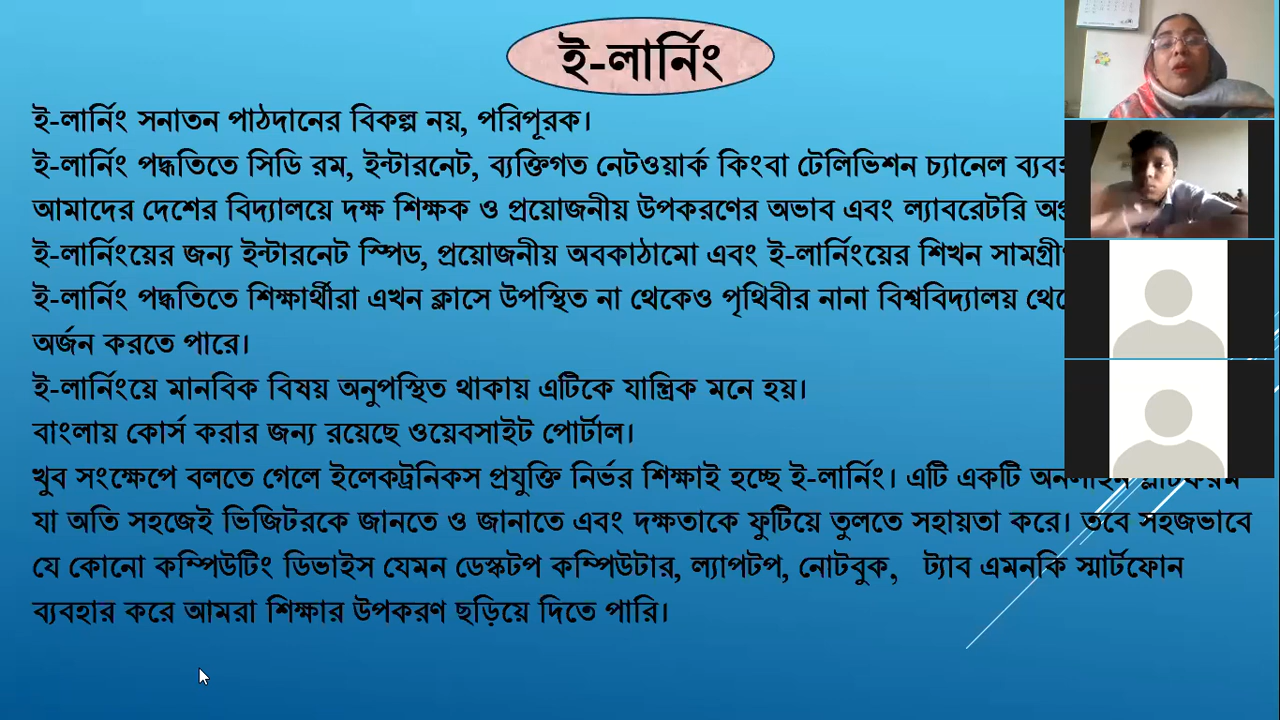 ই-লার্নিং
ই-লার্নিং সনাতন পাঠদানের বিকল্প নয়, পরিপূরক।
ই-লার্নিং পদ্ধতিতে সিডি রম, ইন্টারনেট, ব্যক্তিগত নেটওয়ার্ক কিংবা টেলিভিশন চ্যানেল
আমাদের দেশের বিদ্যালয়ে দক্ষ শিক্ষক ও প্রয়োজনীয় উপকরণের অভাব এবং ল্যাবরেটরি
ই-লার্নিংয়ের জন্য ইন্টারনেট স্পিড, প্রয়োজনীয় অবকাঠামো এবং ই-লার্নিংয়ের শিখন
ই-লার্নিং পদ্ধতিতে শিক্ষার্থীরা এখন ক্লাসে উপস্থিত না থেকেও পৃথিবীর নানা বিশ্ববিদ্যালয়
অর্জন করতে পারে।
ই-লার্নিংয়ে মানবিক বিষয় অনুপস্থিত থাকায় এটিকে যান্ত্রিক মনে হয়।
বাংলায় কোর্স করার জন্য রয়েছে ওয়েবসাইট পোর্টাল।
খুব সংক্ষেপে বলতে গেলে ইলেকট্রনিকস প্রযুক্তি নির্ভর শিক্ষাই হচ্ছে ই-লার্নিং। এটি একটি
যা অতি সহজেই ভিজিটরকে জানতে ও জানাতে এবং দক্ষতাকে ফুটিয়ে তুলতে সহায়তা করে। তবে সহজভাবে
যে কোনো কম্পিউটিং ডিভাইস যেমন ডেস্কটপ কম্পিউটার, ল্যাপটপ, নোটবুক, ট্যাব এমনকি স্মার্টফোন
ব্যবহার করে আমরা শিক্ষার উপকরণ ছড়িয়ে দিতে পারি।